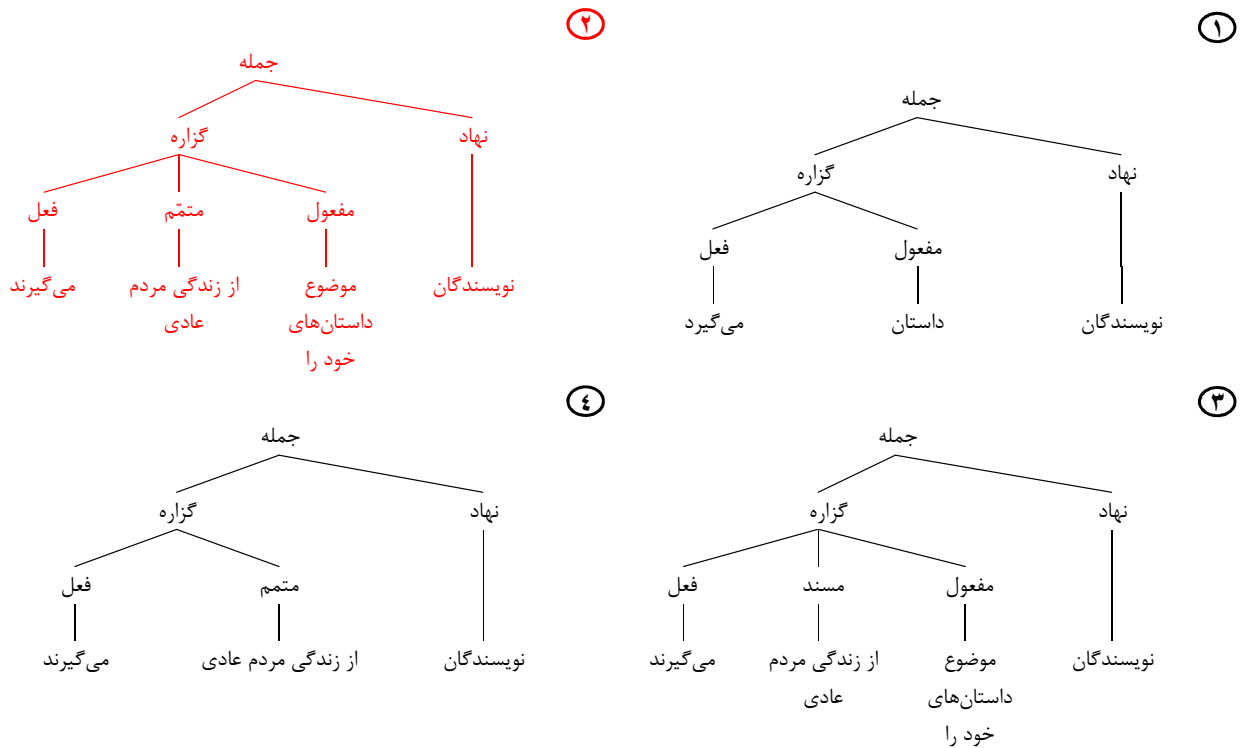 ۱
جمله
نهاد
گزاره
مفعول
فعل
نویسندگان
داستان
می‌گیرد
۲
جمله
نهاد
گزاره
مفعول
متمّم
فعل
نویسندگان
موضوع
داستان‌های
خود را
از زندگی مردم
عادی
می‌گیرند
۳
جمله
نهاد
گزاره
مفعول
مسند
فعل
نویسندگان
موضوع
داستان‌های
خود را
از زندگی مردم
عادی
می‌گیرند
٤
جمله
نهاد
گزاره
متمم
فعل
نویسندگان
از زندگی مردم عادی
می‌گیرند